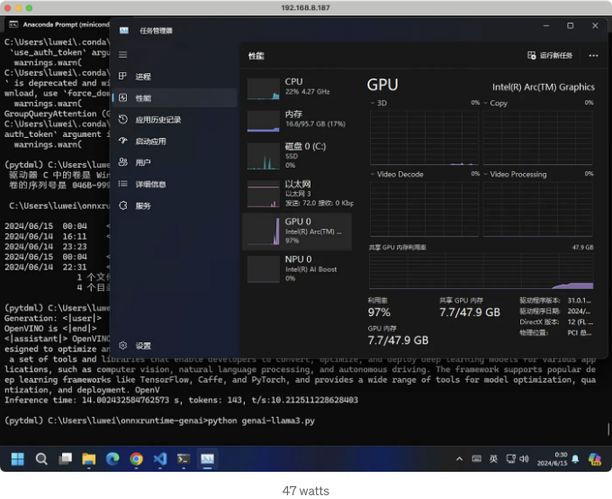 192.168.8.187
Anaconda Prompt (minicond
任务管理器
C:\Users\luwei\.conda\
`use_auth_token` argu
warnings.warn(
C:\Users\luwei\.conda\
` is deprecated and wi
wnload, use `force_dow
warnings.warn(
GroupQueryAttention (G
C:\Users\luwei\.conda\
auth_token` argument i
warnings.warn(
(pytdml) C:\Users\luwei
驱动器 C 中的卷是 Win
卷的序列号是 046B-99
C:\Users\luwei\onnxru
2024/06/15 00:04
2024/06/14 16:11
2024/06/14 23:23
2024/06/15 00:04
2024/06/14 22:31
1 个文件
4 个目
进程
性能
应用历史记录
启动应用
用户
详细信息
服务
设置
性能
运行新任务
CPU
22% 4.27 GHz
内存
16.6/95.7 GB (17%)
磁盘 0 (C:)
SSD
0%
以太网
以太网 3
发送: 72.0 接收: 0 Kbp
GPU 0
Intel(R) Arc(TM) ...
97%
NPU 0
Intel(R) AI Boost
0%
GPU
Intel(R) Arc(TM) Graphics
3D 0%
Copy 0%
Video Decode 0%
Video Processing 0%
共享 GPU 内存利用率 47.9 GB
利用率
97%
共享 GPU 内存
7.7/47.9 GB
GPU 内存
7.7/47.9 GB
驱动程序版本: 31.0.1...
驱动程序日期: 2024/...
DirectX 版本: 12 (FL ...
物理位置: PCI 总...
(pytdml) C:\Users\luwei
Generation: <|user|>
OpenVINO is <|end|>
<|assistant|> OpenVINO
esigned to optimize an
a set of tools and libraries that enable developers to convert, optimize, and deploy deep learning models for various app
lications, such as computer vision, natural language processing, and autonomous driving. The framework supports popular de
ep learning frameworks like TensorFlow, Caffe, and PyTorch, and provides a wide range of tools for model optimization, qua
ntization, and deployment. OpenV
Inference time: 14.002432584762573 s, tokens: 143, t/s:10.212511228628403
(pytdml) C:\Users\luwei\onnxruntime-genai>python genai-llama3.py
英
0:30
2024/6/15
47 watts